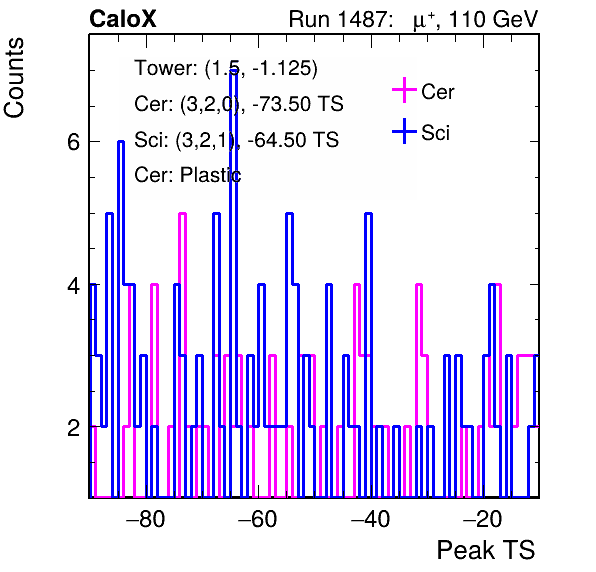 CaloX Run 1487: μ⁺, 110 GeV
Counts
Tower: (1.5, -1.125)
Cer: (3,2,0), -73.50 TS
Sci: (3,2,1), -64.50 TS
Cer: Plastic
Cer
Sci
6
4
2
−80 −60 −40 −20
Peak TS